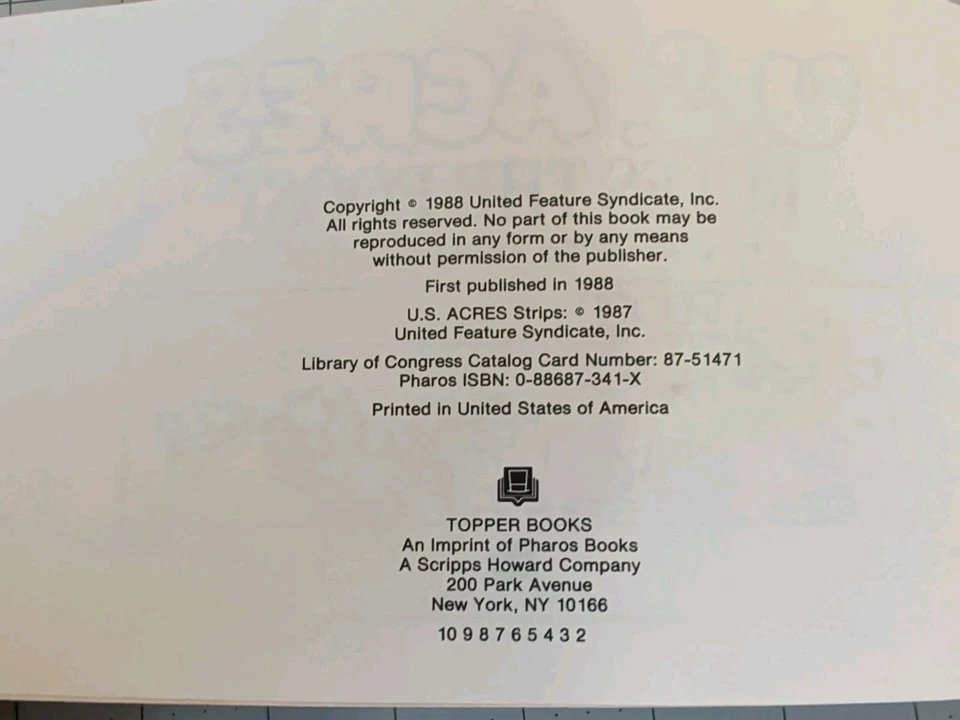 Copyright © 1988 United Feature Syndicate, Inc.
All rights reserved. No part of this book may be
reproduced in any form or by any means
without permission of the publisher.
First published in 1988
U.S. ACRES Strips: © 1987
United Feature Syndicate, Inc.
Library of Congress Catalog Card Number: 87-51471
Pharos ISBN: 0-88687-341-X
Printed in United States of America
TOPPER BOOKS
An Imprint of Pharos Books
A Scripps Howard Company
200 Park Avenue
New York, NY 10166
10 9 8 7 6 5 4 3 2